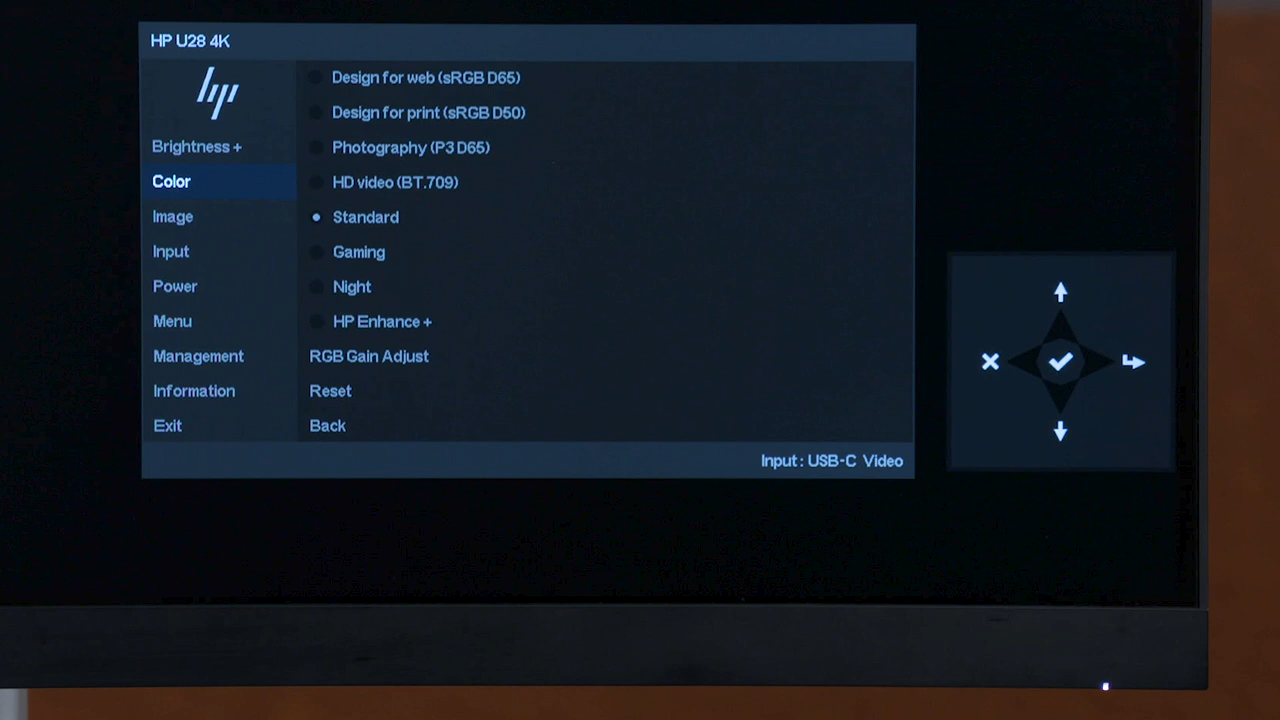 HP U28 4K
hp
Brightness +
Color
Image
Input
Power
Menu
Management
Information
Exit
Design for web (sRGB D65)
Design for print (sRGB D50)
Photography (P3 D65)
HD video (BT.709)
Standard
Gaming
Night
HP Enhance +
RGB Gain Adjust
Reset
Back
Input : USB-C Video